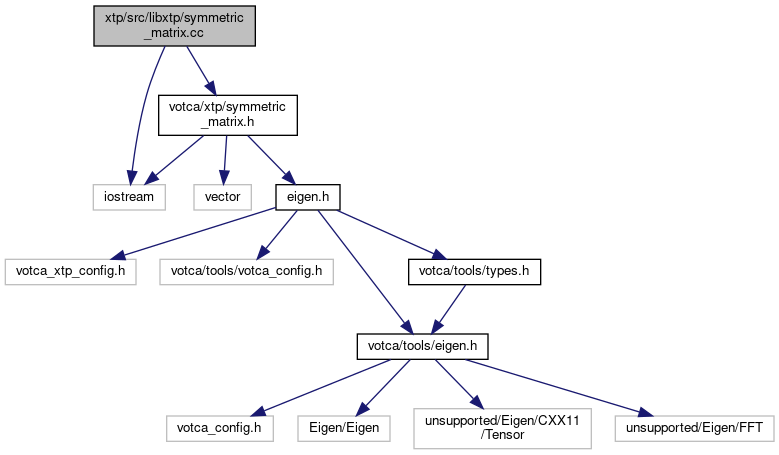 xtp/src/libxtp/symmetric
_matrix.cc
votca/xtp/symmetric
_matrix.h
iostream
vector
eigen.h
votca_xtp_config.h
votca/tools/votca_config.h
votca/tools/types.h
votca/tools/eigen.h
votca_config.h
Eigen/Eigen
unsupported/Eigen/CXX11
/Tensor
unsupported/Eigen/FFT